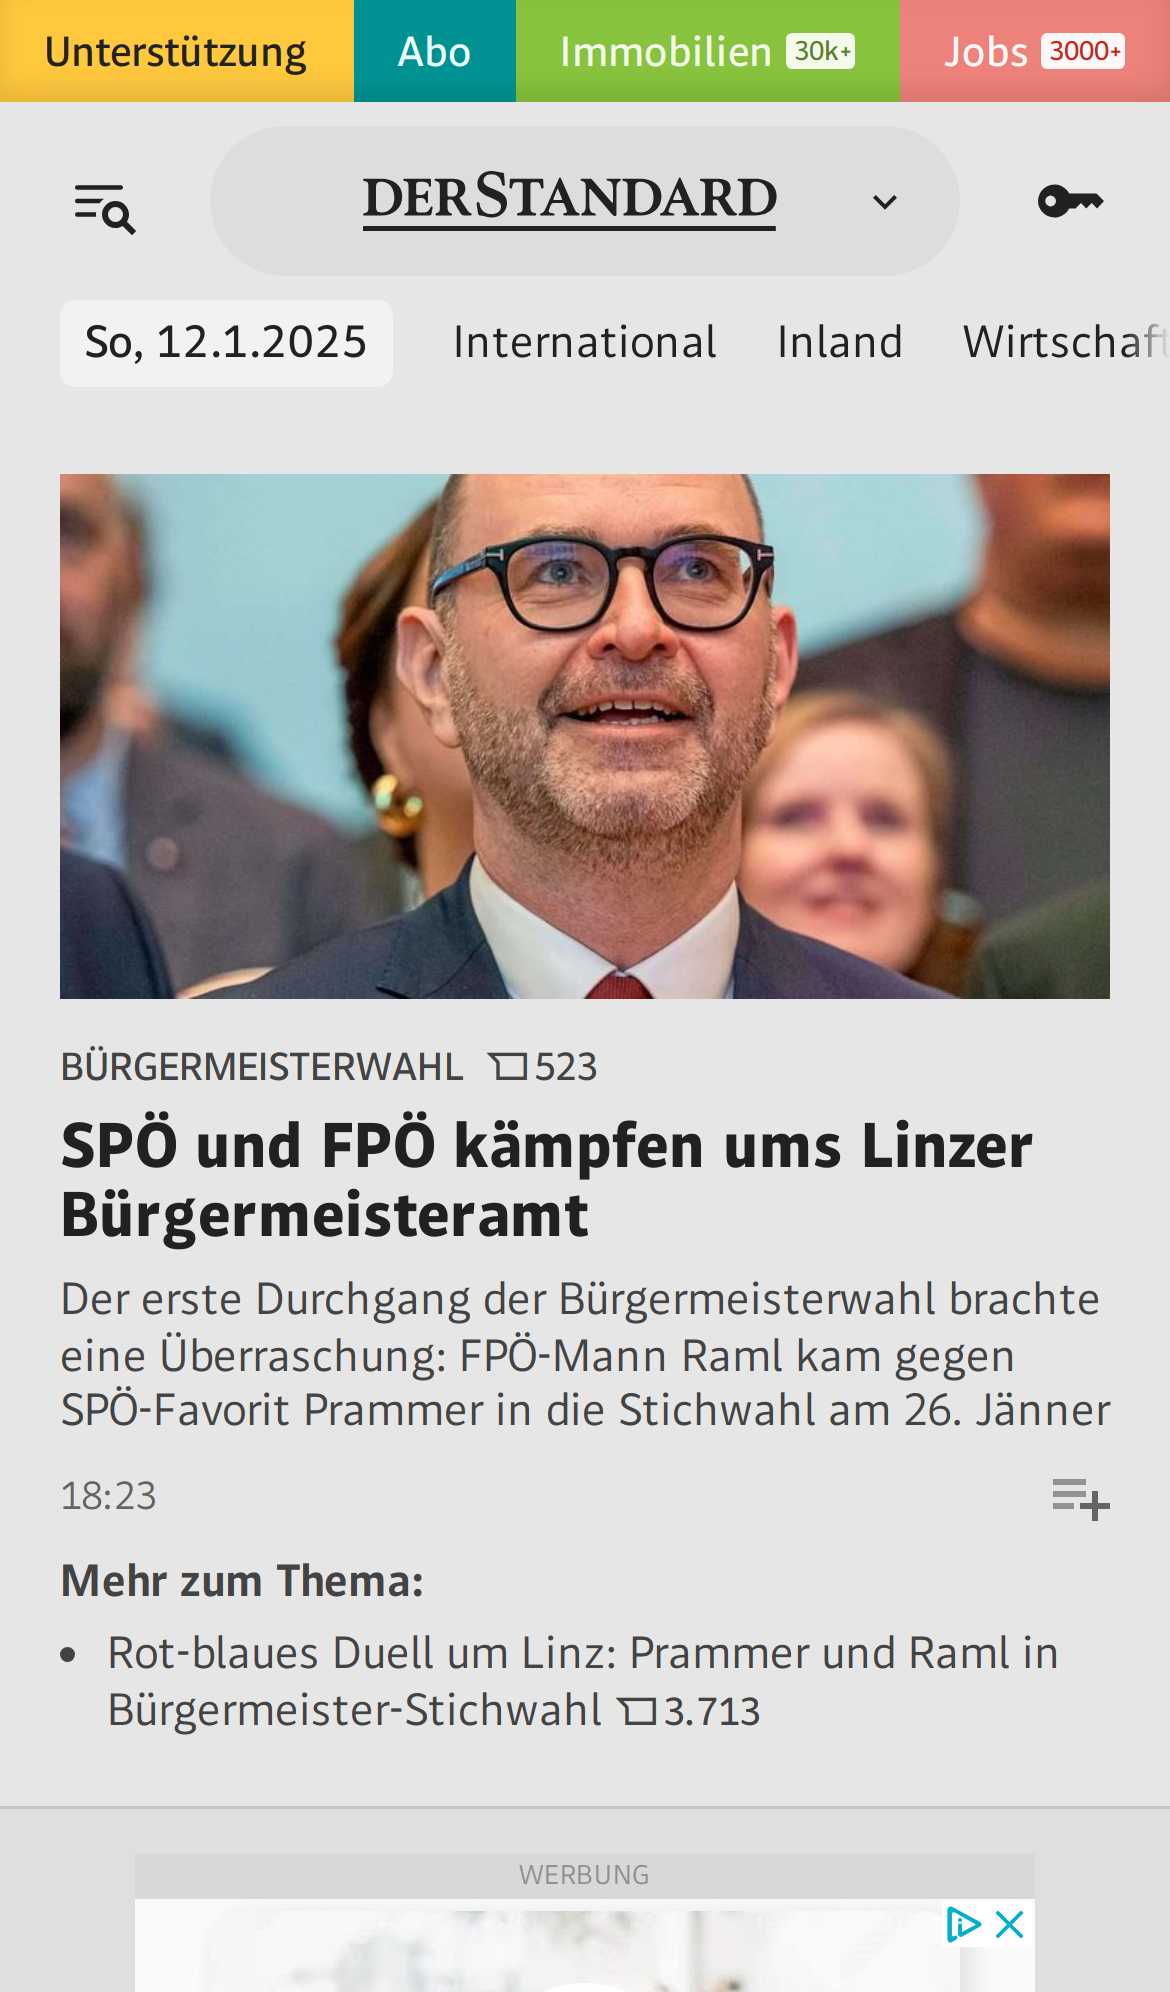 Unterstützung Abo Immobilien 30k+ Jobs 3000+
DERSTANDARD
So, 12.1.2025 International Inland Wirtschaft
BÜRGERMEISTERWAHL 523
SPÖ und FPÖ kämpfen ums Linzer
Bürgermeisteramt
Der erste Durchgang der Bürgermeisterwahl brachte
eine Überraschung: FPÖ-Mann Raml kam gegen
SPÖ-Favorit Prammer in die Stichwahl am 26. Jänner
18:23
Mehr zum Thema:
• Rot-blaues Duell um Linz: Prammer und Raml in
Bürgermeister-Stichwahl 3.713
WERBUNG